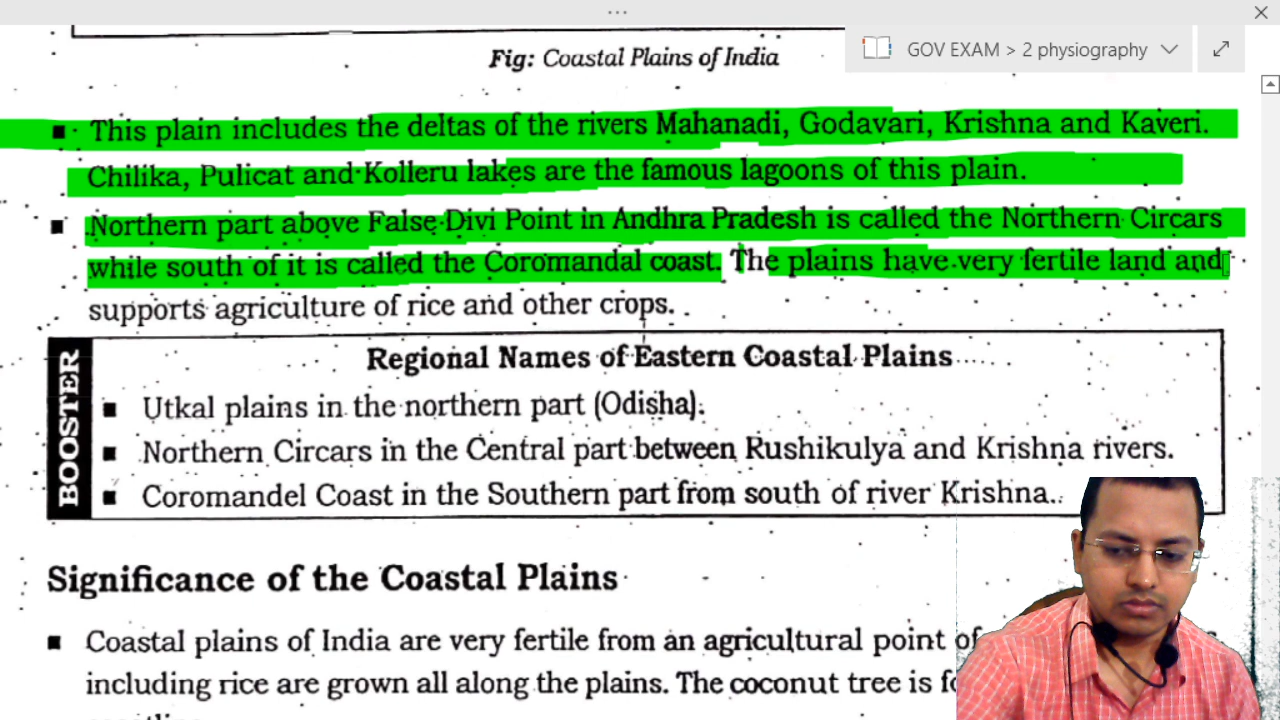 Fig: Coastal Plains of India
GOV EXAM > 2 physiography
This plain includes the deltas of the rivers Mahanadi, Godavari, Krishna and Kaveri.
Chilika, Pulicat and Kolleru lakes are the famous lagoons of this plain.
Northern part above False Divi Point in Andhra Pradesh is called the Northern Circars
while south of it is called the Coromandal coast. The plains have very fertile land and
supports agriculture of rice and other crops.
BOOSTER
Regional Names of Eastern Coastal Plains
Utkal plains in the northern part (Odisha).
Northern Circars in the Central part between Rushikulya and Krishna rivers.
Coromandel Coast in the Southern part from south of river Krishna.
Significance of the Coastal Plains
Coastal plains of India are very fertile from an agricultural point of
including rice are grown all along the plains. The coconut tree is